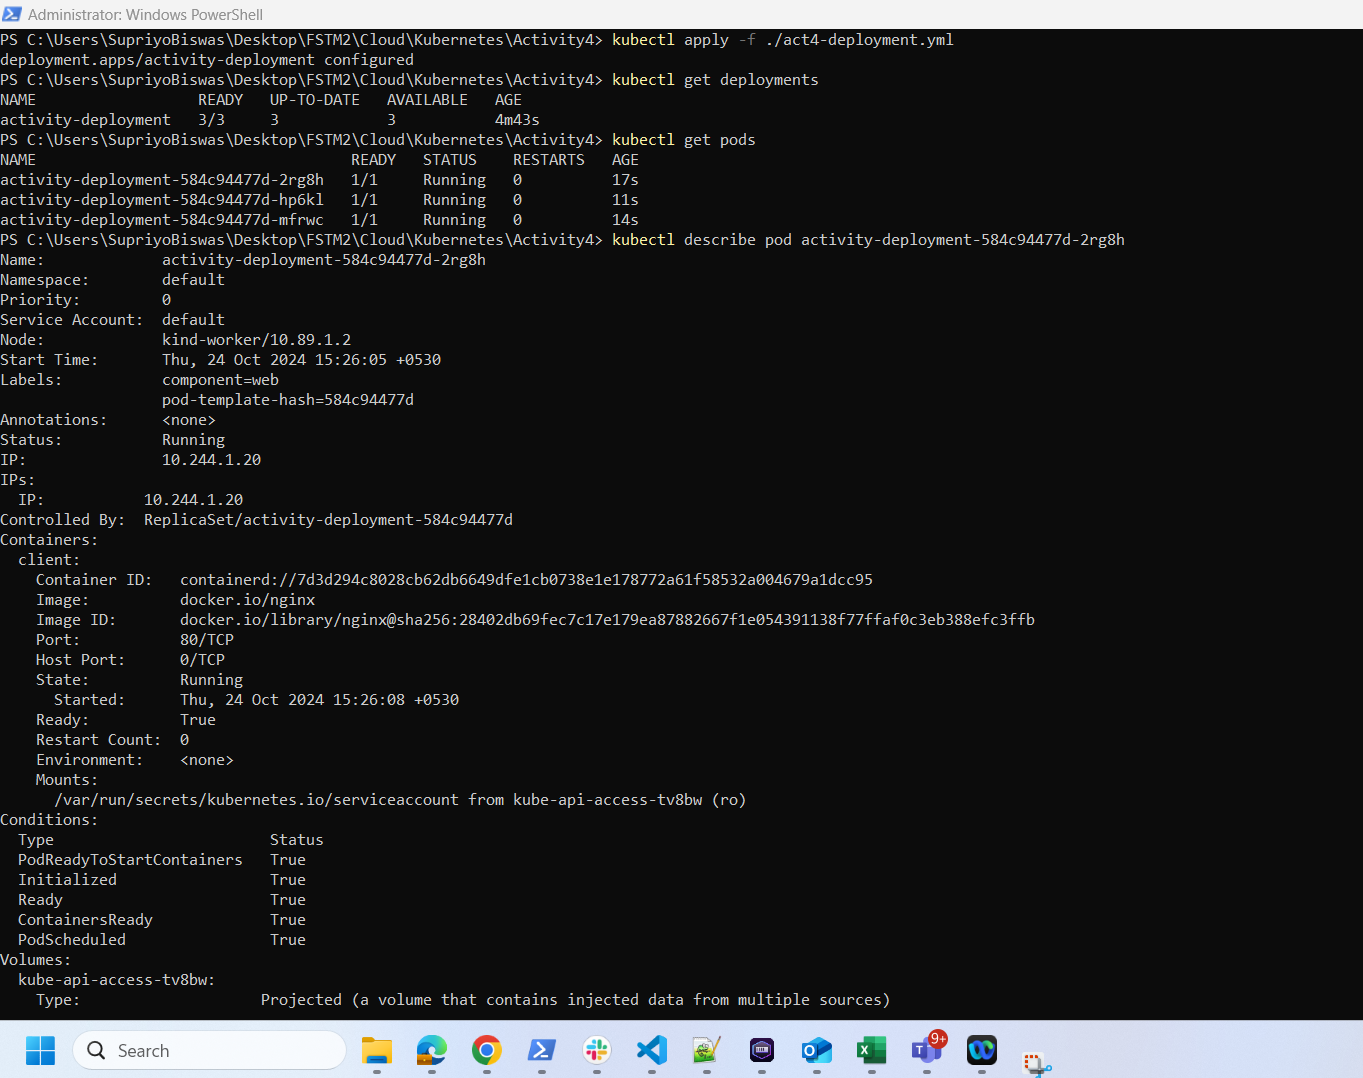 Administrator: Windows PowerShell
PS C:\Users\SupriyoBiswas\Desktop\FSTM2\Cloud\Kubernetes\Activity4> kubectl apply -f ./act4-deployment.yml
deployment.apps/activity-deployment configured
PS C:\Users\SupriyoBiswas\Desktop\FSTM2\Cloud\Kubernetes\Activity4> kubectl get deployments
NAME                  READY   UP-TO-DATE   AVAILABLE   AGE
activity-deployment   3/3     3            3           4m43s
PS C:\Users\SupriyoBiswas\Desktop\FSTM2\Cloud\Kubernetes\Activity4> kubectl get pods
NAME                                   READY   STATUS    RESTARTS   AGE
activity-deployment-584c94477d-2rg8h   1/1     Running   0          17s
activity-deployment-584c94477d-hp6kl   1/1     Running   0          11s
activity-deployment-584c94477d-mfrwc   1/1     Running   0          14s
PS C:\Users\SupriyoBiswas\Desktop\FSTM2\Cloud\Kubernetes\Activity4> kubectl describe pod activity-deployment-584c94477d-2rg8h
Name:             activity-deployment-584c94477d-2rg8h
Namespace:        default
Priority:         0
Service Account:  default
Node:             kind-worker/10.89.1.2
Start Time:       Thu, 24 Oct 2024 15:26:05 +0530
Labels:           component=web
                  pod-template-hash=584c94477d
Annotations:      <none>
Status:           Running
IP:               10.244.1.20
IPs:
  IP:           10.244.1.20
Controlled By:  ReplicaSet/activity-deployment-584c94477d
Containers:
  client:
    Container ID:   containerd://7d3d294c8028cb62db6649dfe1cb0738e1e178772a61f58532a004679a1dcc95
    Image:          docker.io/nginx
    Image ID:       docker.io/library/nginx@sha256:28402db69fec7c17e179ea87882667f1e054391138f77ffaf0c3eb388efc3ffb
    Port:           80/TCP
    Host Port:      0/TCP
    State:          Running
      Started:      Thu, 24 Oct 2024 15:26:08 +0530
    Ready:          True
    Restart Count:  0
    Environment:    <none>
    Mounts:
      /var/run/secrets/kubernetes.io/serviceaccount from kube-api-access-tv8bw (ro)
Conditions:
  Type                        Status
  PodReadyToStartContainers   True
  Initialized                 True
  Ready                       True
  ContainersReady             True
  PodScheduled                True
Volumes:
  kube-api-access-tv8bw:
    Type:                    Projected (a volume that contains injected data from multiple sources)
Search
9+